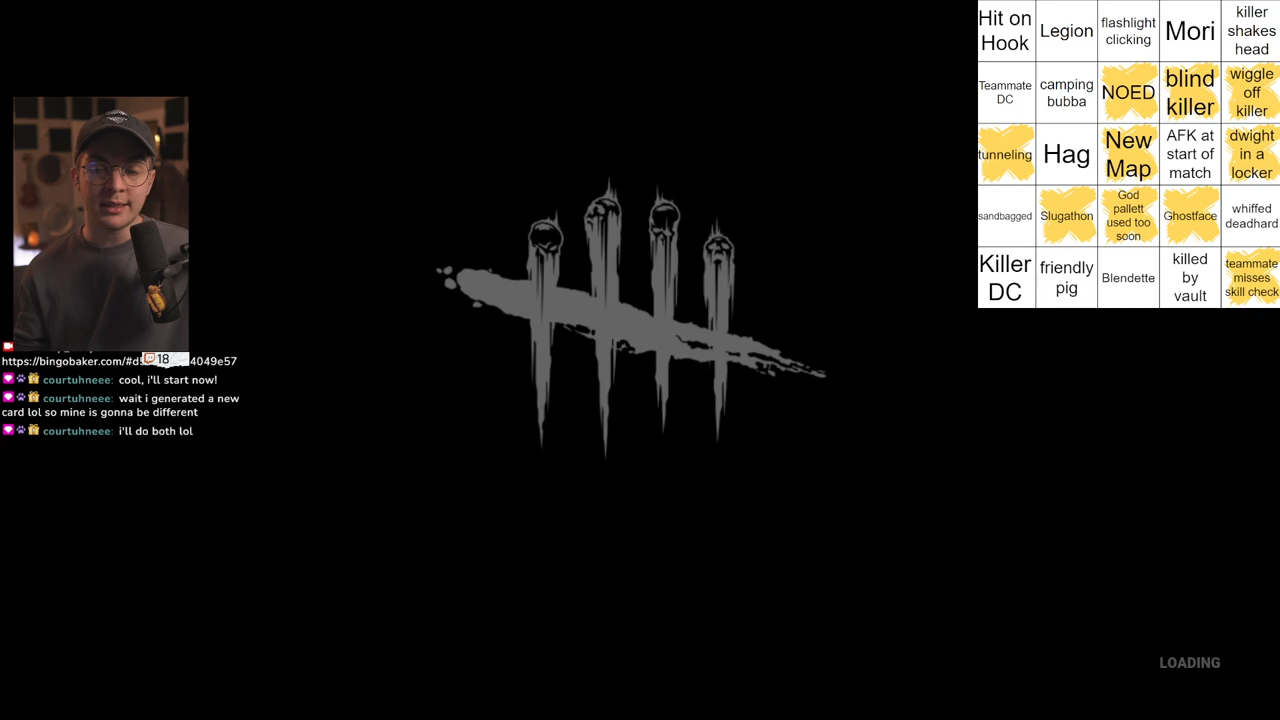 Hit on
Hook
Legion
flashlight
clicking
Mori
killer
shakes
head
Teammate
DC
camping
bubba
NOED
blind
killer
wiggle
off
killer
tunneling
Hag
New
Map
AFK at
start of
match
dwight
in a
locker
sandbagged
Slugathon
God
pallett
used too
soon
Ghostface
whiffed
deadhard
Killer
DC
friendly
pig
Blendette
killed
by
vault
teammate
misses
skill check
18
https://bingobaker.com/#d
4049e57
courtuhneee: cool, i'll start now!
courtuhneee: wait i generated a new
card lol so mine is gonna be different
courtuhneee: i'll do both lol
LOADING